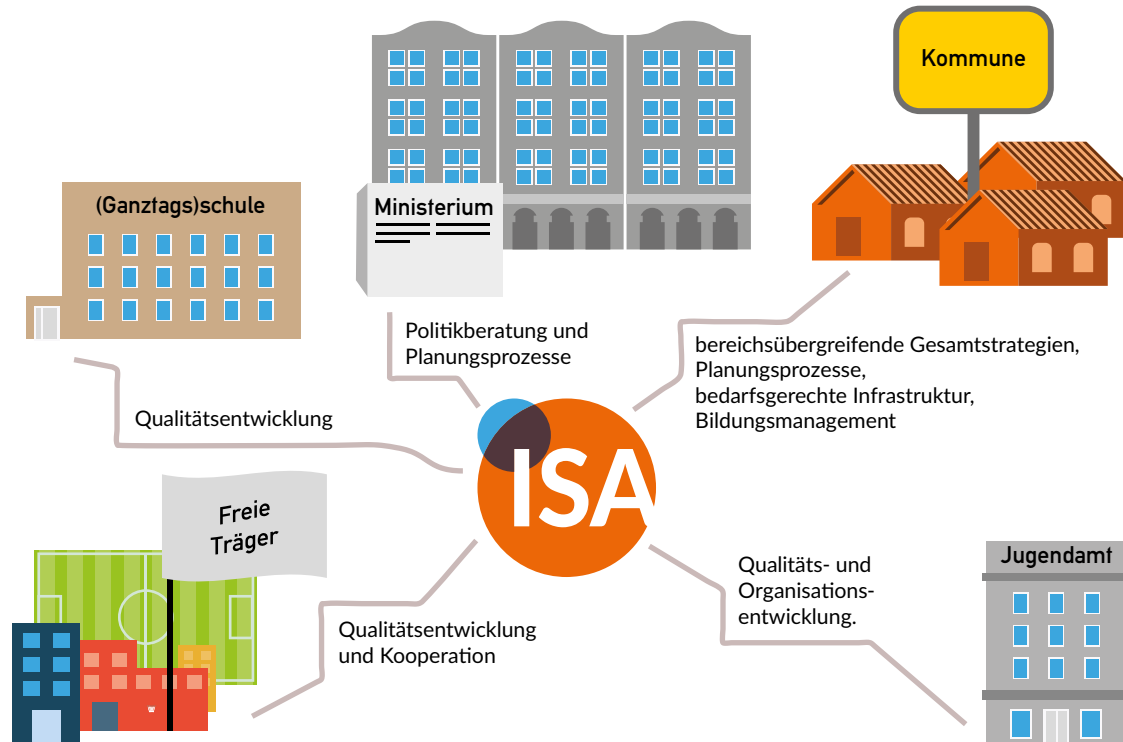 Kommune
(Ganztags)schule
Ministerium
Politikberatung und
Planungsprozesse
bereichsübergreifende Gesamtstrategien,
Planungsprozesse,
bedarfsgerechte Infrastruktur,
Bildungsmanagement
Qualitätsentwicklung
ISA
Freie
Träger
Jugendamt
Qualitäts- und
Organisations-
entwicklung.
Qualitätsentwicklung
und Kooperation